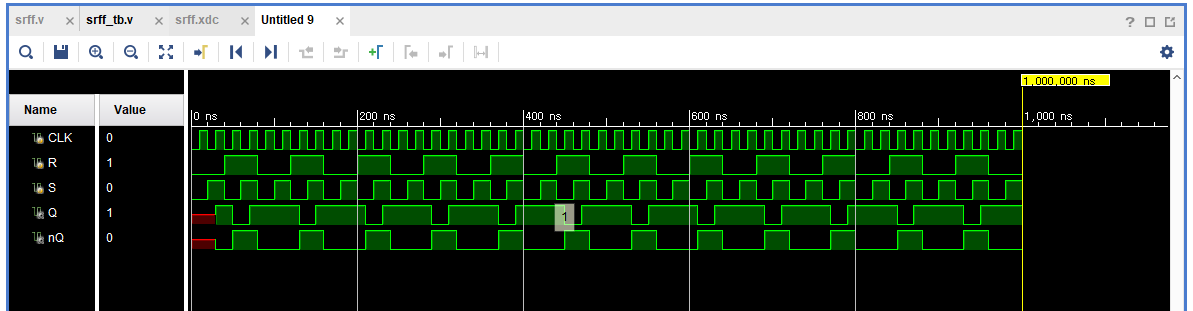 srff.v × srff_tb.v × srff.xdc × Untitled 9 ×
?
1,000,000 ns
Name Value
0 ns 200 ns 400 ns 600 ns 800 ns 1,000 ns
CLK 0
R 1
S 0
Q 1 1
nQ 0